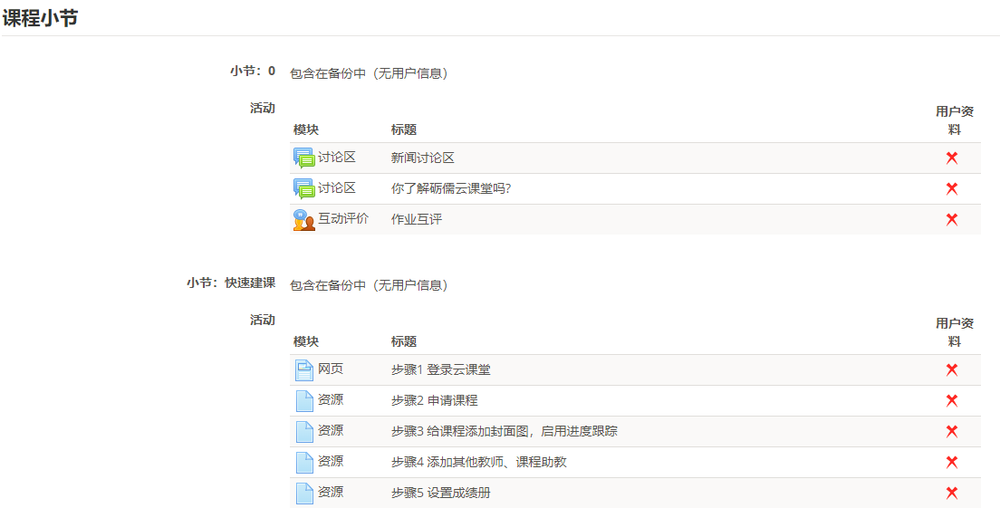 课程小节
小节：0 包含在备份中（无用户信息）
活动
模块 标题 用户资料
讨论区 新闻讨论区
讨论区 你了解砺儒云课堂吗?
互动评价 作业互评
小节：快速建课 包含在备份中（无用户信息）
活动
模块 标题 用户资料
网页 步骤1 登录云课堂
资源 步骤2 申请课程
资源 步骤3 给课程添加封面图，启用进度跟踪
资源 步骤4 添加其他教师、课程助教
资源 步骤5 设置成绩册